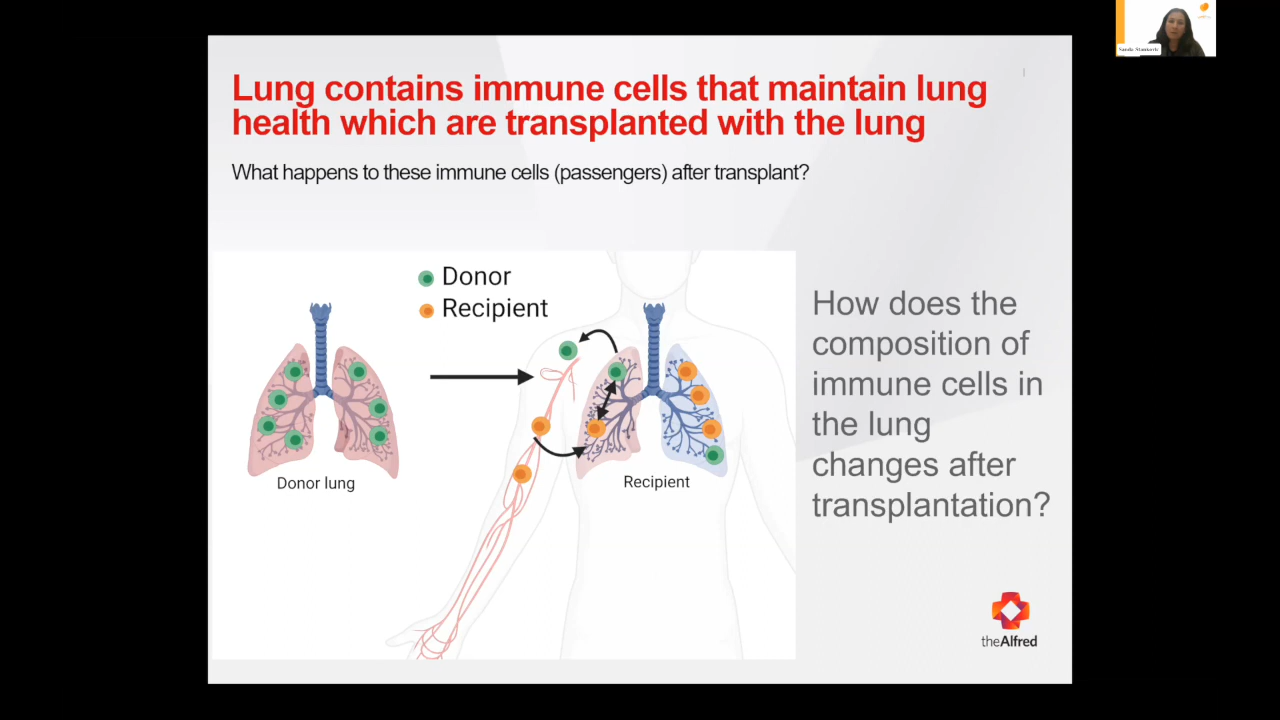 Lung contains immune cells that maintain lung
health which are transplanted with the lung
What happens to these immune cells (passengers) after transplant?
Donor
Recipient
Donor lung
Recipient
How does the
composition of
immune cells in
the lung
changes after
transplantation?
theAlfred
Sanda Stankovic